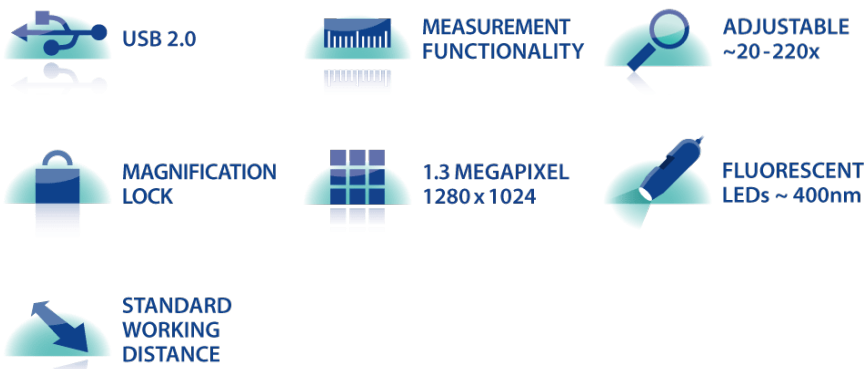 USB 2.0
MEASUREMENT
FUNCTIONALITY
ADJUSTABLE
~20-220x
MAGNIFICATION
LOCK
1.3 MEGAPIXEL
1280 x 1024
FLUORESCENT
LEDs ~ 400nm
STANDARD
WORKING
DISTANCE